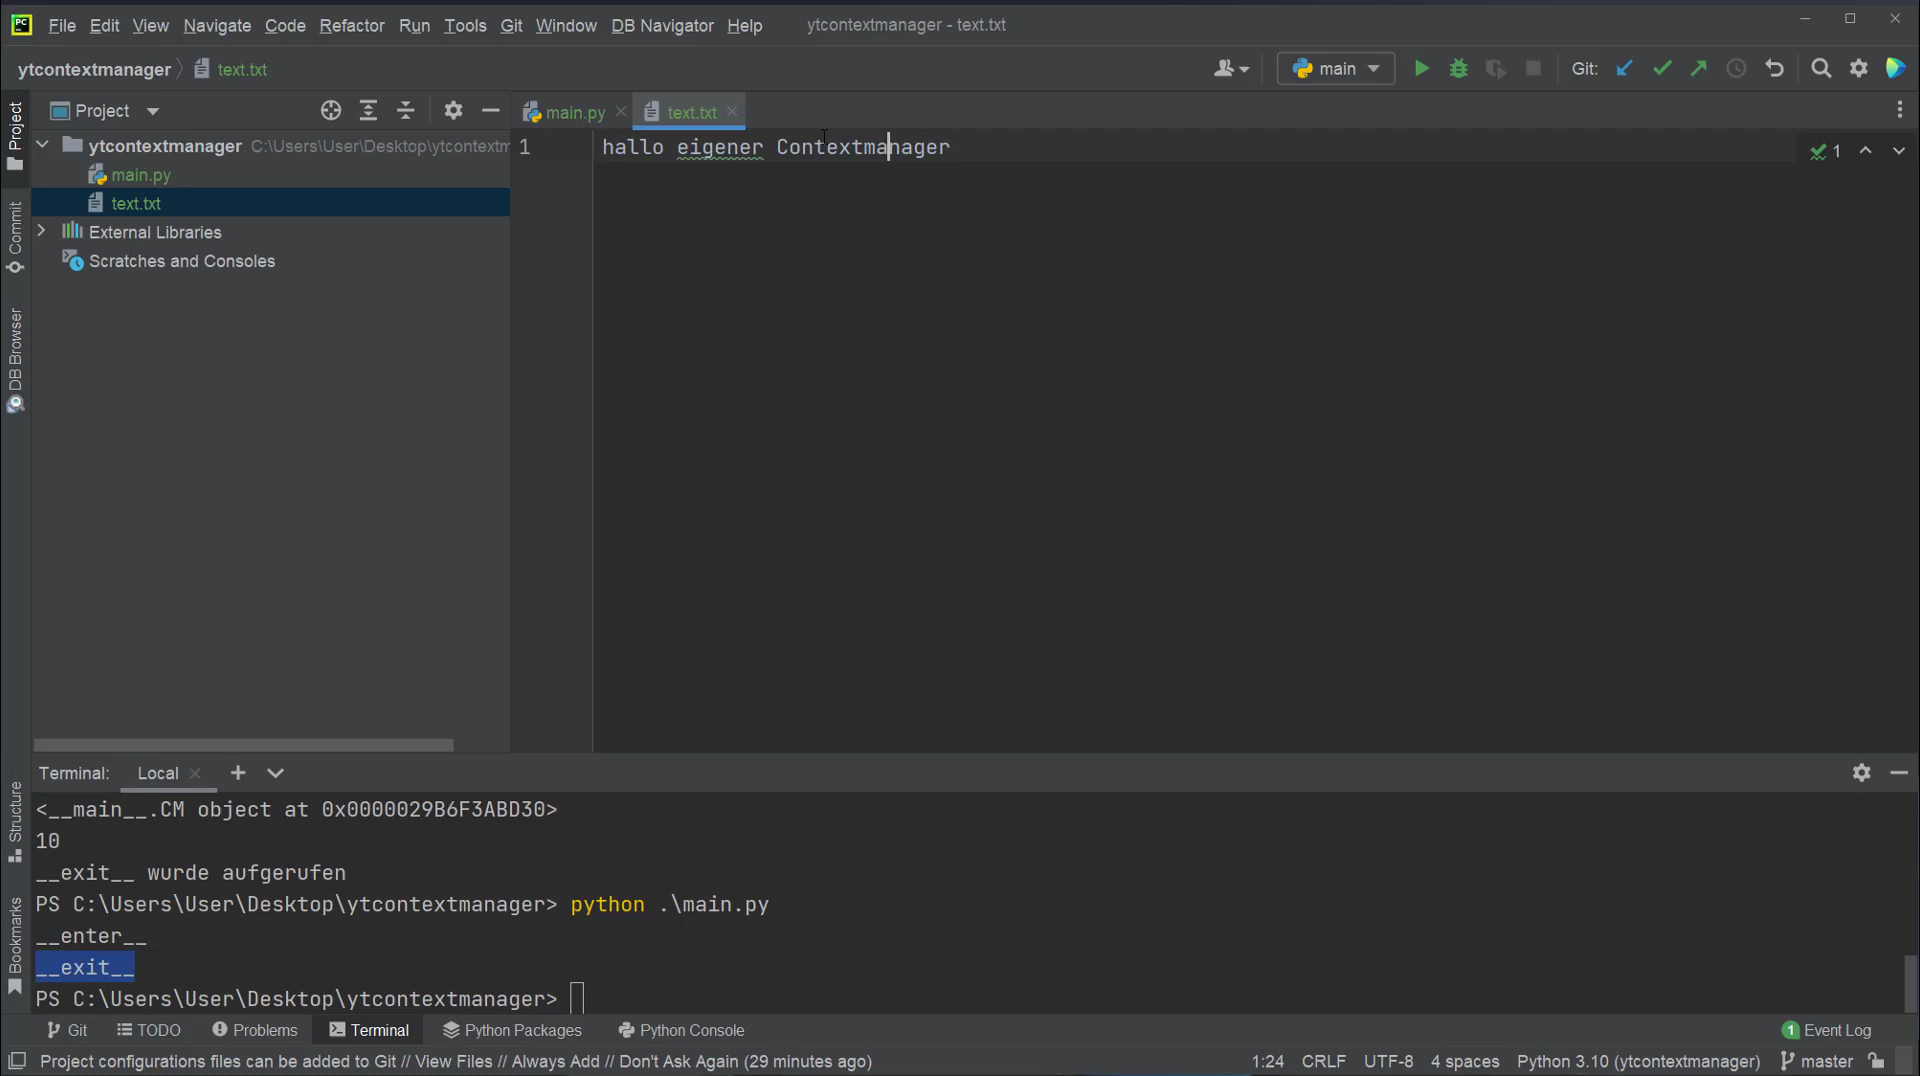 PC File Edit View Navigate Code Refactor Run Tools Git Window DB Navigator Help ytcontextmanager - text.txt
ytcontextmanager text.txt main Git:
Project main.py text.txt
ytcontextmanager C:\Users\User\Desktop\ytcontextm
main.py
text.txt
External Libraries
Scratches and Consoles
1 hallo eigener Contextmanager 1
Project
Commit
DB Browser
Structure
Bookmarks
Terminal: Local
<__main__.CM object at 0x0000029B6F3ABD30>
10
__exit__ wurde aufgerufen
PS C:\Users\User\Desktop\ytcontextmanager> python .\main.py
__enter__
__exit__
PS C:\Users\User\Desktop\ytcontextmanager>
Git TODO Problems Terminal Python Packages Python Console 1 Event Log
Project configurations files can be added to Git // View Files // Always Add // Don't Ask Again (29 minutes ago) 1:24 CRLF UTF-8 4 spaces Python 3.10 (ytcontextmanager) master